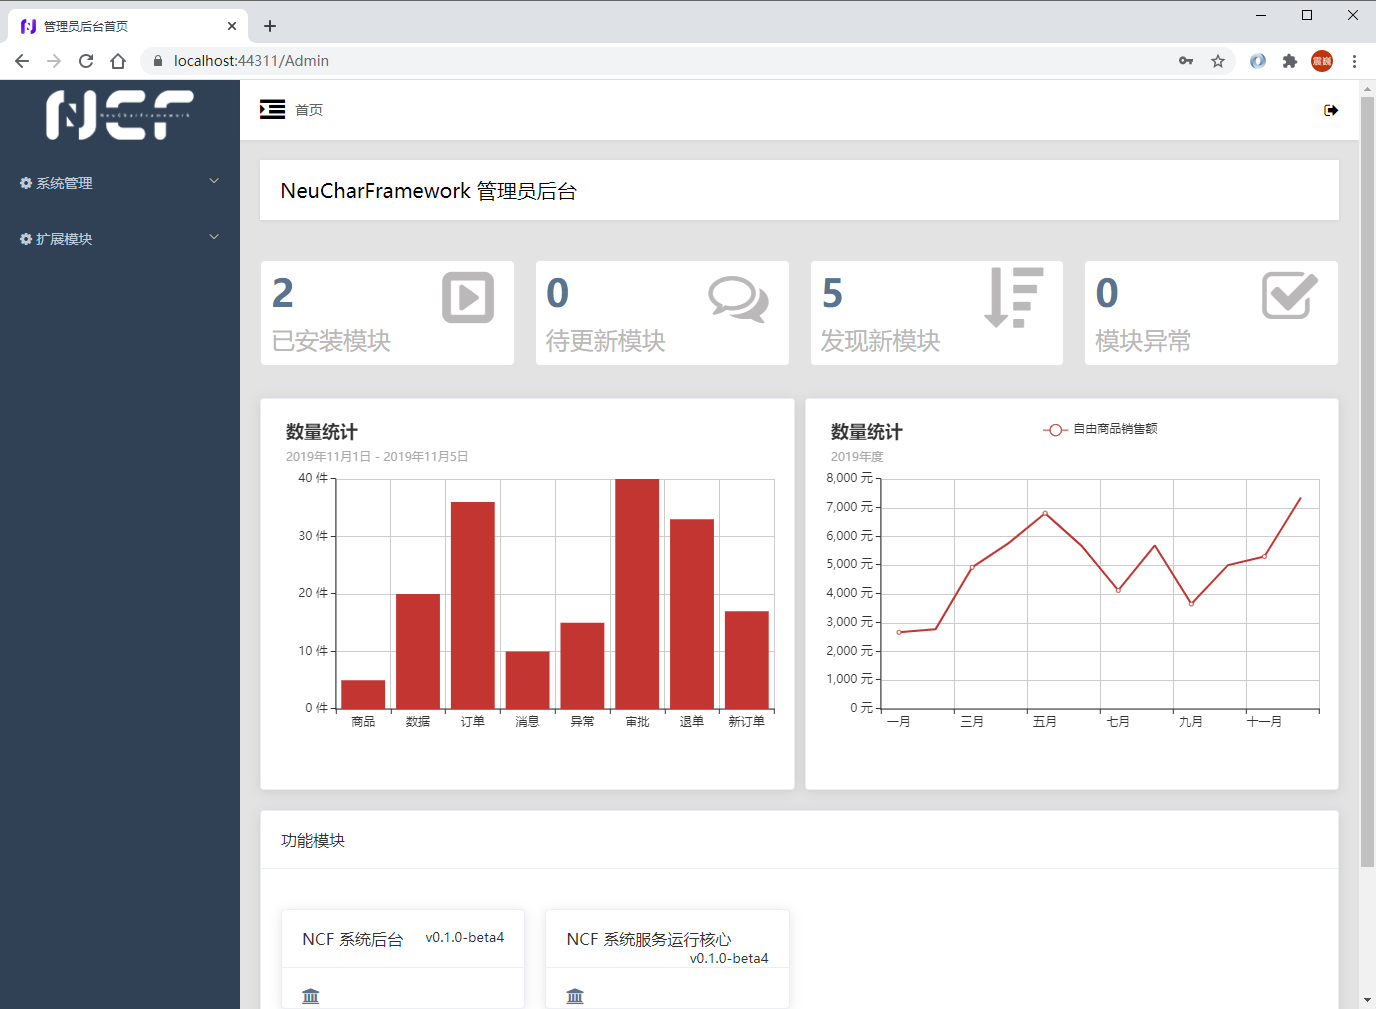 管理员后台首页
localhost:44311/Admin
震巍
NCF
NeuCharFramework
首页
系统管理
扩展模块
NeuCharFramework 管理员后台
2
已安装模块
0
待更新模块
5
发现新模块
0
模块异常
数量统计
2019年11月1日 - 2019年11月5日
40 件
30 件
20 件
10 件
0 件
商品 数据 订单 消息 异常 审批 退单 新订单
数量统计
自由商品销售额
2019年度
8,000 元
7,000 元
6,000 元
5,000 元
4,000 元
3,000 元
2,000 元
1,000 元
0 元
一月 三月 五月 七月 九月 十一月
功能模块
NCF 系统后台 v0.1.0-beta4
NCF 系统服务运行核心
v0.1.0-beta4